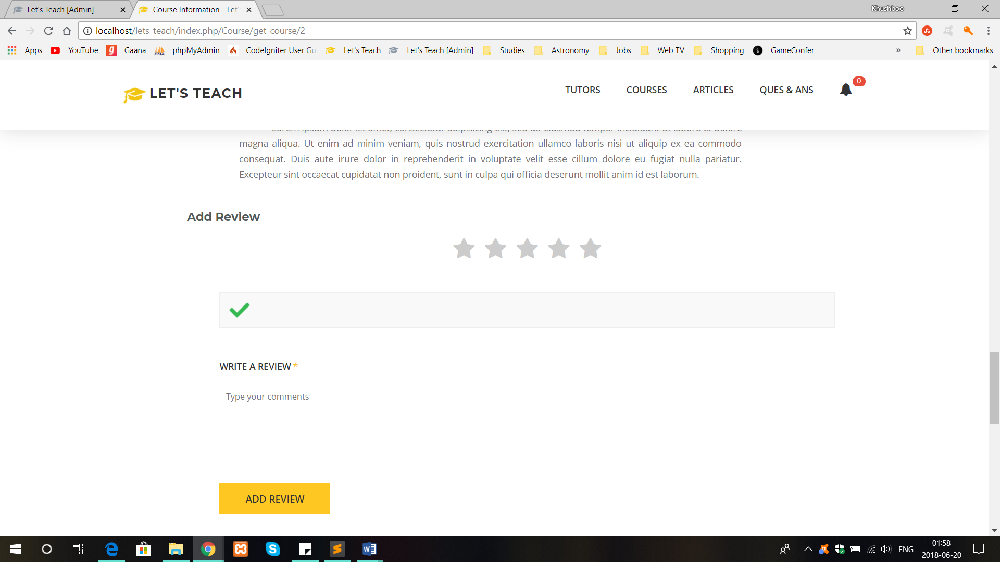 Let's Teach [Admin]
Course Information - Let'
Khushboo
localhost/lets_teach/index.php/Course/get_course/2
Apps
YouTube
Gaana
phpMyAdmin
CodeIgniter User Gu
Let's Teach
Let's Teach [Admin]
Studies
Astronomy
Jobs
Web TV
Shopping
GameConfer
»
Other bookmarks
LET'S TEACH
TUTORS
COURSES
ARTICLES
QUES & ANS
0
Lorem ipsum dolor sit amet, consectetur adipisicing elit, sed do eiusmod tempor incididunt ut labore et dolore
magna aliqua. Ut enim ad minim veniam, quis nostrud exercitation ullamco laboris nisi ut aliquip ex ea commodo
consequat. Duis aute irure dolor in reprehenderit in voluptate velit esse cillum dolore eu fugiat nulla pariatur.
Excepteur sint occaecat cupidatat non proident, sunt in culpa qui officia deserunt mollit anim id est laborum.
Add Review
WRITE A REVIEW *
Type your comments
ADD REVIEW
ENG
01:58
2018-06-20